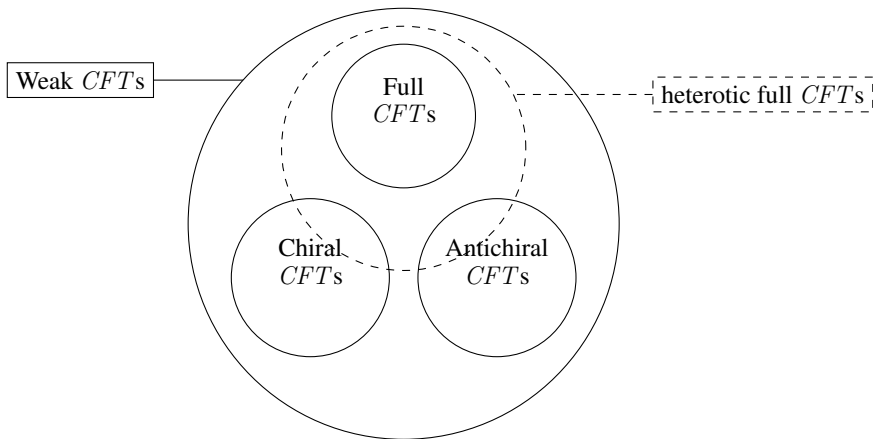 Full
CFTs
Weak CFTs
heterotic full CFTs
Chiral
CFTs
Antichiral
CFTs